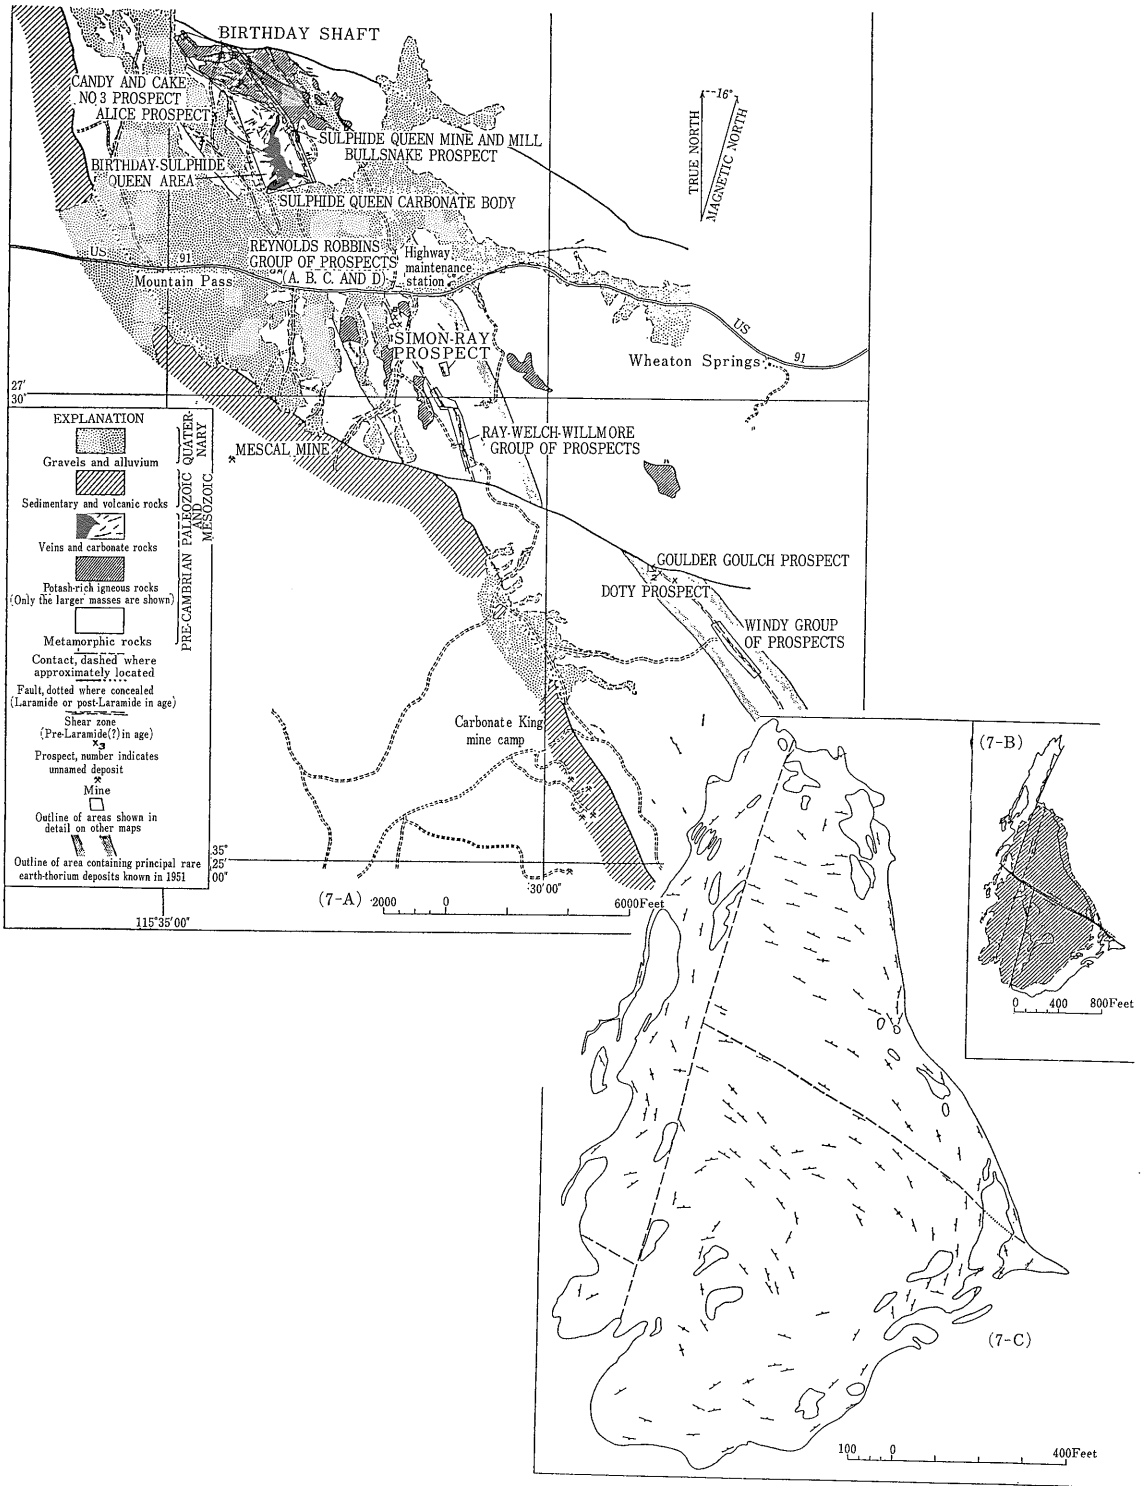 BIRTHDAY SHAFT
CANDY AND CAKE
NO 3 PROSPECT
ALICE PROSPECT
SULPHIDE QUEEN MINE AND MILL
BULLSNAKE PROSPECT
BIRTHDAY-SULPHIDE
QUEEN AREA
SULPHIDE QUEEN CARBONATE BODY
16°
TRUE NORTH
MAGNETIC NORTH
REYNOLDS ROBBINS
GROUP OF PROSPECTS
(A. B. C. AND D)
Highway
maintenance
station
US
91
Mountain Pass
SIMON-RAY
PROSPECT
US
91
Wheaton Springs
27'
30"
MESCAL MINE
RAY-WELCH-WILLMORE
GROUP OF PROSPECTS
GOULDER GOULCH PROSPECT
DOTY PROSPECT
WINDY GROUP
OF PROSPECTS
Carbonate King
mine camp
EXPLANATION
Gravels and alluvium
QUATER-
NARY
Sedimentary and volcanic rocks
PALEOZOIC
AND
MESOZOIC
Veins and carbonate rocks
Potash-rich igneous rocks
(Only the larger masses are shown)
Metamorphic rocks
PRE-CAMBRIAN
Contact, dashed where
approximately located
Fault, dotted where concealed
(Laramide or post-Laramide in age)
Shear zone
(Pre-Laramide(?) in age)
x3
Prospect, number indicates
unnamed deposit
Mine
Outline of areas shown in
detail on other maps
Outline of area containing principal rare
earth-thorium deposits known in 1951
35°
25'
00"
115°35'00"
30'00"
(7-A)
2000 0 6000Feet
(7-B)
0 400 800Feet
(7-C)
100 0 400Feet